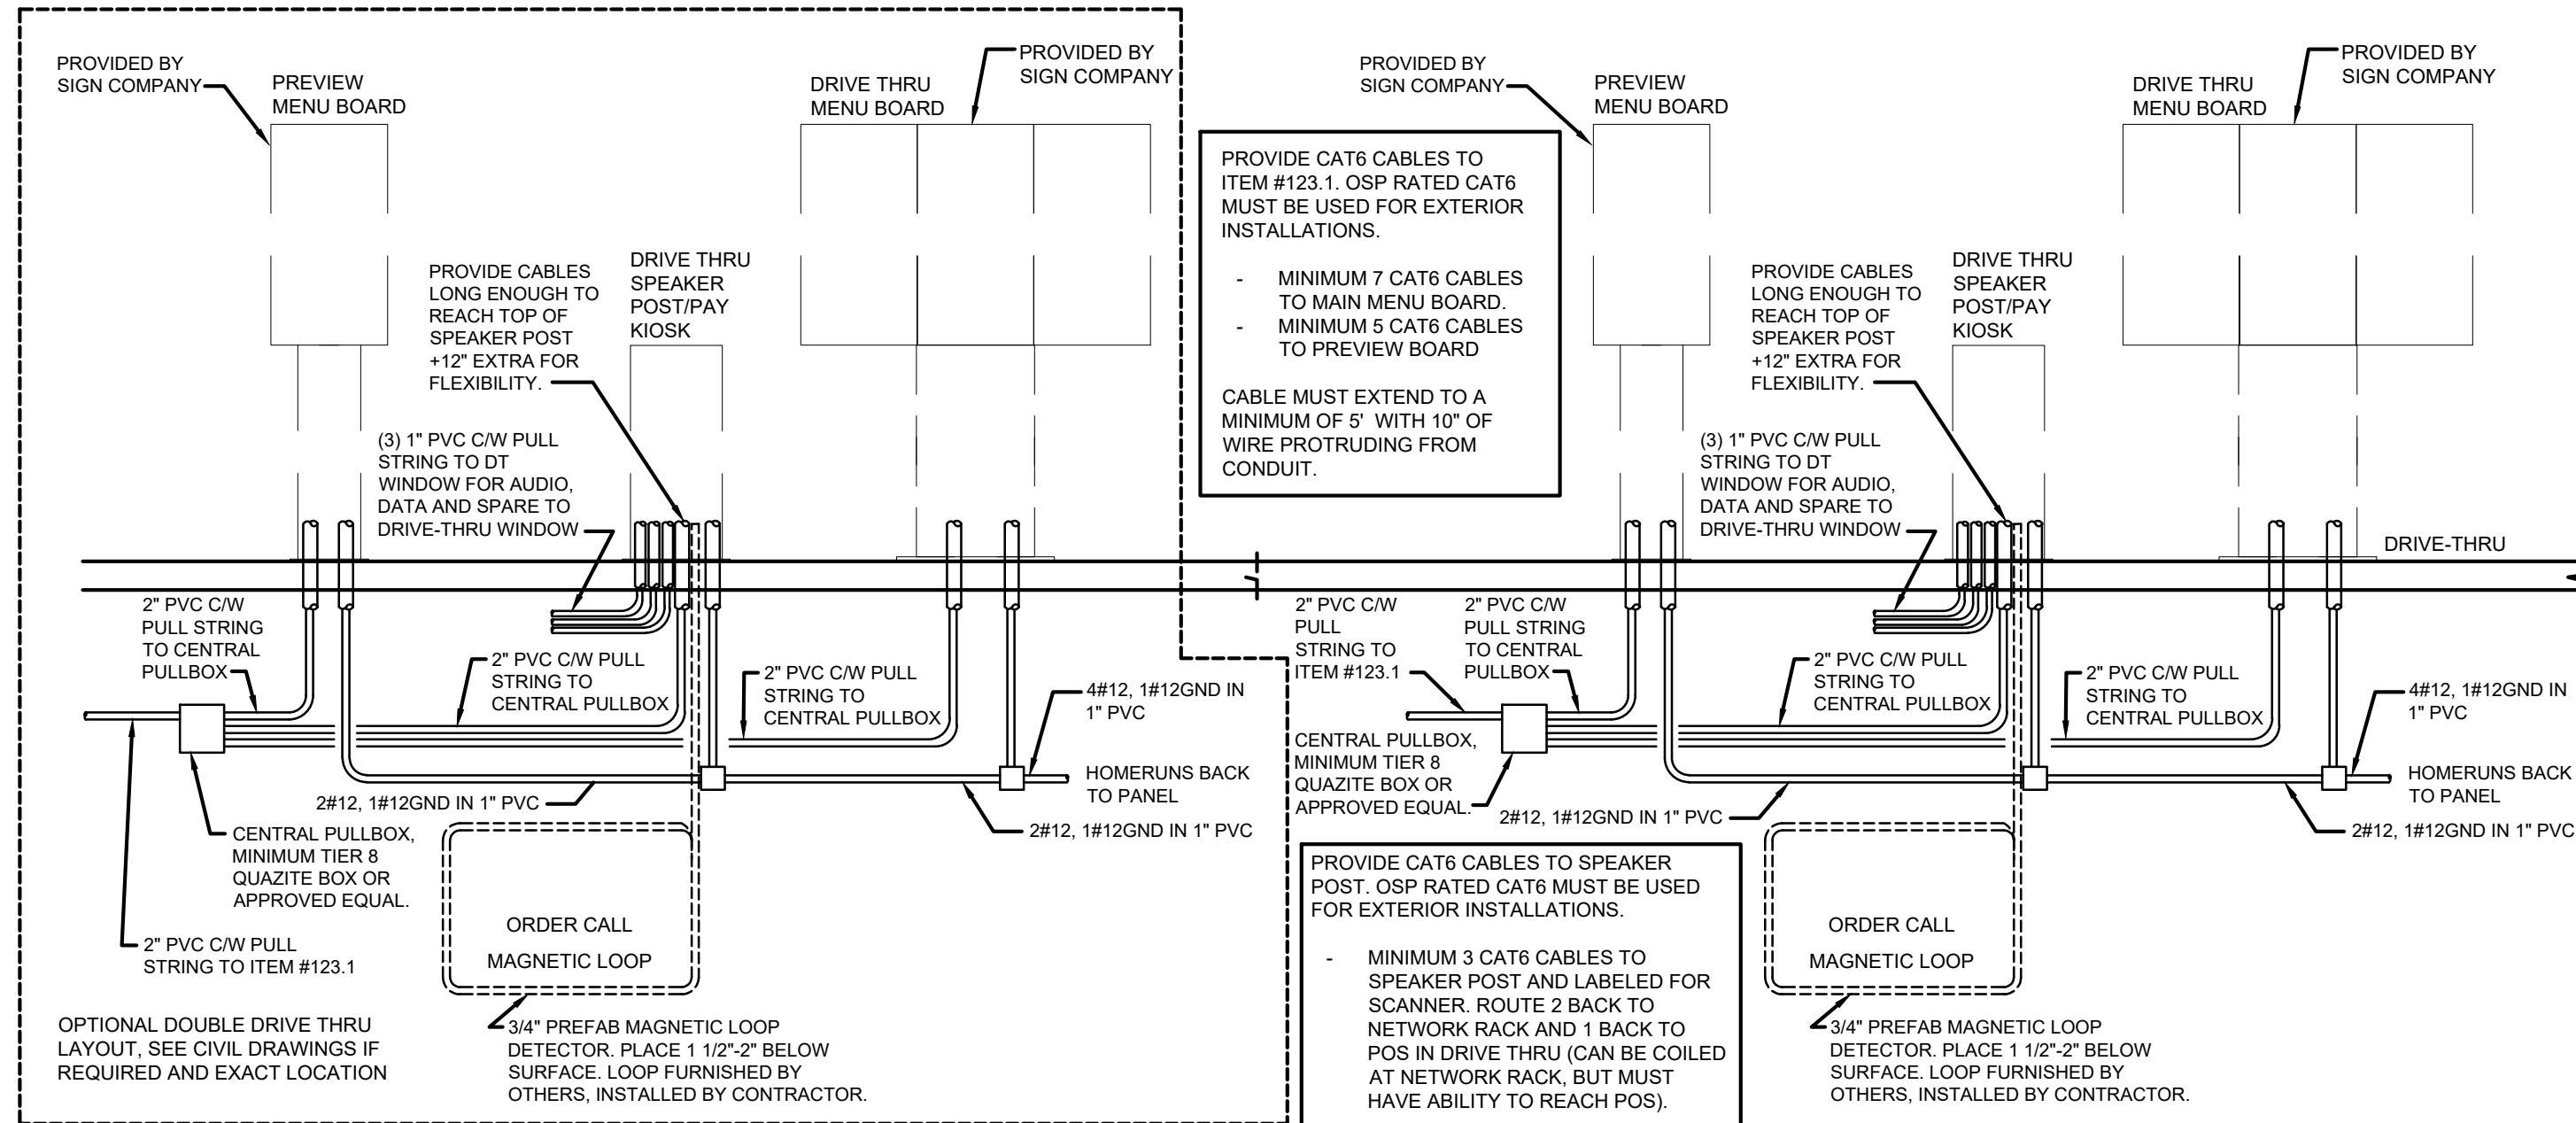 PROVIDED BY
SIGN COMPANY
PREVIEW
MENU BOARD
DRIVE THRU
MENU BOARD
PROVIDED BY
SIGN COMPANY
PROVIDE CABLES
LONG ENOUGH TO
REACH TOP OF
SPEAKER POST
+12" EXTRA FOR
FLEXIBILITY.
DRIVE THRU
SPEAKER
POST/PAY
KIOSK
(3) 1" PVC C/W PULL
STRING TO DT
WINDOW FOR AUDIO,
DATA AND SPARE TO
DRIVE-THRU WINDOW
2" PVC C/W
PULL STRING
TO CENTRAL
PULLBOX
2" PVC C/W PULL
STRING TO
CENTRAL PULLBOX
2" PVC C/W PULL
STRING TO
CENTRAL PULLBOX
4#12, 1#12GND IN
1" PVC
HOMERUNS BACK
TO PANEL
2#12, 1#12GND IN 1" PVC
2#12, 1#12GND IN 1" PVC
CENTRAL PULLBOX,
MINIMUM TIER 8
QUAZITE BOX OR
APPROVED EQUAL.
2" PVC C/W PULL
STRING TO ITEM #123.1
ORDER CALL
MAGNETIC LOOP
3/4" PREFAB MAGNETIC LOOP
DETECTOR. PLACE 1 1/2"-2" BELOW
SURFACE. LOOP FURNISHED BY
OTHERS, INSTALLED BY CONTRACTOR.
OPTIONAL DOUBLE DRIVE THRU
LAYOUT, SEE CIVIL DRAWINGS IF
REQUIRED AND EXACT LOCATION
PROVIDE CAT6 CABLES TO
ITEM #123.1. OSP RATED CAT6
MUST BE USED FOR EXTERIOR
INSTALLATIONS.
- MINIMUM 7 CAT6 CABLES
TO MAIN MENU BOARD.
- MINIMUM 5 CAT6 CABLES
TO PREVIEW BOARD
CABLE MUST EXTEND TO A
MINIMUM OF 5' WITH 10" OF
WIRE PROTRUDING FROM
CONDUIT.
PROVIDED BY
SIGN COMPANY
PREVIEW
MENU BOARD
DRIVE THRU
MENU BOARD
PROVIDED BY
SIGN COMPANY
PROVIDE CABLES
LONG ENOUGH TO
REACH TOP OF
SPEAKER POST
+12" EXTRA FOR
FLEXIBILITY.
DRIVE THRU
SPEAKER
POST/PAY
KIOSK
(3) 1" PVC C/W PULL
STRING TO DT
WINDOW FOR AUDIO,
DATA AND SPARE TO
DRIVE-THRU WINDOW
DRIVE-THRU
2" PVC C/W
PULL
STRING TO
ITEM #123.1
2" PVC C/W
PULL STRING
TO CENTRAL
PULLBOX
2" PVC C/W PULL
STRING TO
CENTRAL PULLBOX
2" PVC C/W PULL
STRING TO
CENTRAL PULLBOX
4#12, 1#12GND IN
1" PVC
HOMERUNS BACK
TO PANEL
CENTRAL PULLBOX,
MINIMUM TIER 8
QUAZITE BOX OR
APPROVED EQUAL.
2#12, 1#12GND IN 1" PVC
2#12, 1#12GND IN 1" PVC
PROVIDE CAT6 CABLES TO SPEAKER
POST. OSP RATED CAT6 MUST BE USED
FOR EXTERIOR INSTALLATIONS.
- MINIMUM 3 CAT6 CABLES TO
SPEAKER POST AND LABELED FOR
SCANNER. ROUTE 2 BACK TO
NETWORK RACK AND 1 BACK TO
POS IN DRIVE THRU (CAN BE COILED
AT NETWORK RACK, BUT MUST
HAVE ABILITY TO REACH POS).
ORDER CALL
MAGNETIC LOOP
3/4" PREFAB MAGNETIC LOOP
DETECTOR. PLACE 1 1/2"-2" BELOW
SURFACE. LOOP FURNISHED BY
OTHERS, INSTALLED BY CONTRACTOR.